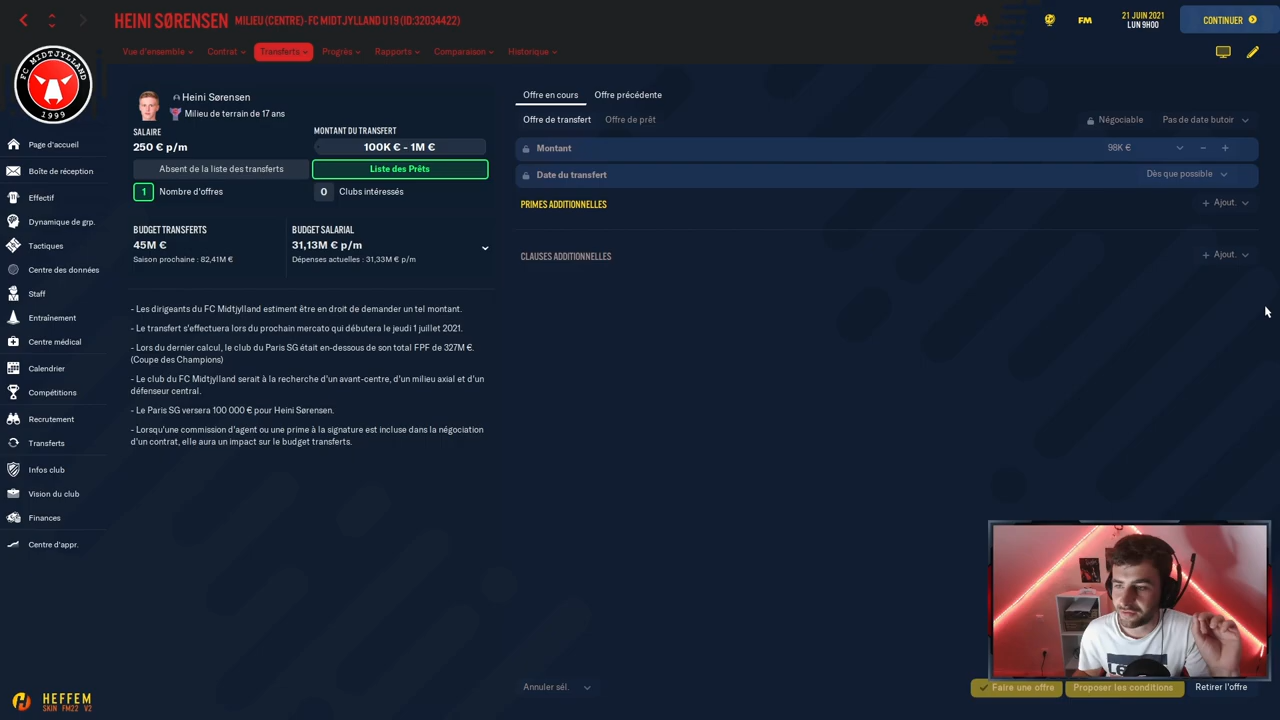 HEINI SØRENSEN MILIEU (CENTRE)- FC MIDTJYLLAND U19 (ID:32034422)
FM
21 JUIN 2021
LUN 9H00
CONTINUER
Vue d'ensemble Contrat Transferts Progrès Rapports Comparaison Historique
FC MIDTJYLLAND
1999
Page d'accueil
Boîte de réception
Effectif
Dynamique de grp.
Tactiques
Centre des données
Staff
Entraînement
Centre médical
Calendrier
Compétitions
Recrutement
Transferts
Infos club
Vision du club
Finances
Centre d'appr.
HEFFEM
SKIN FM22 V2
Heini Sørensen
Milieu de terrain de 17 ans
SALAIRE
250 € p/m
MONTANT DU TRANSFERT
100K € - 1M €
Absent de la liste des transferts
Liste des Prêts
1 Nombre d'offres
0 Clubs intéressés
BUDGET TRANSFERTS
45M €
Saison prochaine : 82,41M €
BUDGET SALARIAL
31,13M € p/m
Dépenses actuelles : 31,33M € p/m
- Les dirigeants du FC Midtjylland estiment être en droit de demander un tel montant.
- Le transfert s'effectuera lors du prochain mercato qui débutera le jeudi 1 juillet 2021.
- Lors du dernier calcul, le club du Paris SG était en-dessous de son total FPF de 327M €.
(Coupe des Champions)
- Le club du FC Midtjylland serait à la recherche d'un avant-centre, d'un milieu axial et d'un
défenseur central.
- Le Paris SG versera 100 000 € pour Heini Sørensen.
- Lorsqu'une commission d'agent ou une prime à la signature est incluse dans la négociation
d'un contrat, elle aura un impact sur le budget transferts.
Offre en cours Offre précédente
Offre de transfert Offre de prêt
Négociable Pas de date butoir
Montant 98K €
Date du transfert Dès que possible
PRIMES ADDITIONNELLES + Ajout.
CLAUSES ADDITIONNELLES + Ajout.
Annuler sél.
Faire une offre
Proposer les conditions
Retirer l'offre